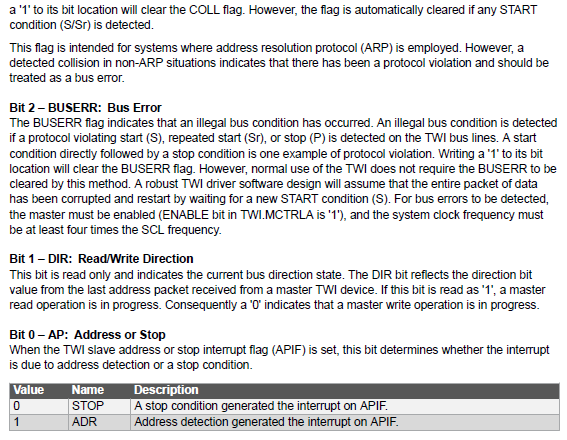 a '1' to its bit location will clear the COLL flag. However, the flag is automatically cleared if any START
condition (S/Sr) is detected.
This flag is intended for systems where address resolution protocol (ARP) is employed. However, a
detected collision in non-ARP situations indicates that there has been a protocol violation and should be
treated as a bus error.
Bit 2 – BUSERR: Bus Error
The BUSERR flag indicates that an illegal bus condition has occurred. An illegal bus condition is detected
if a protocol violating start (S), repeated start (Sr), or stop (P) is detected on the TWI bus lines. A start
condition directly followed by a stop condition is one example of protocol violation. Writing a '1' to its bit
location will clear the BUSERR flag. However, normal use of the TWI does not require the BUSERR to be
cleared by this method. A robust TWI driver software design will assume that the entire packet of data
has been corrupted and restart by waiting for a new START condition (S). For bus errors to be detected,
the master must be enabled (ENABLE bit in TWI.MCTRLA is '1'), and the system clock frequency must
be at least four times the SCL frequency.
Bit 1 – DIR: Read/Write Direction
This bit is read only and indicates the current bus direction state. The DIR bit reflects the direction bit
value from the last address packet received from a master TWI device. If this bit is read as '1', a master
read operation is in progress. Consequently a '0' indicates that a master write operation is in progress.
Bit 0 – AP: Address or Stop
When the TWI slave address or stop interrupt flag (APIF) is set, this bit determines whether the interrupt
is due to address detection or a stop condition.
Value Name Description
0 STOP A stop condition generated the interrupt on APIF.
1 ADR Address detection generated the interrupt on APIF.